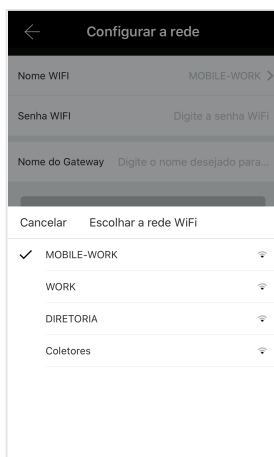 Configurar a rede
Nome WIFI MOBILE-WORK
Senha WIFI Digite a senha WiFi
Nome do Gateway Digite o nome desejado para...
Cancelar Escolhar a rede WiFi
MOBILE-WORK
WORK
DIRETORIA
Coletores